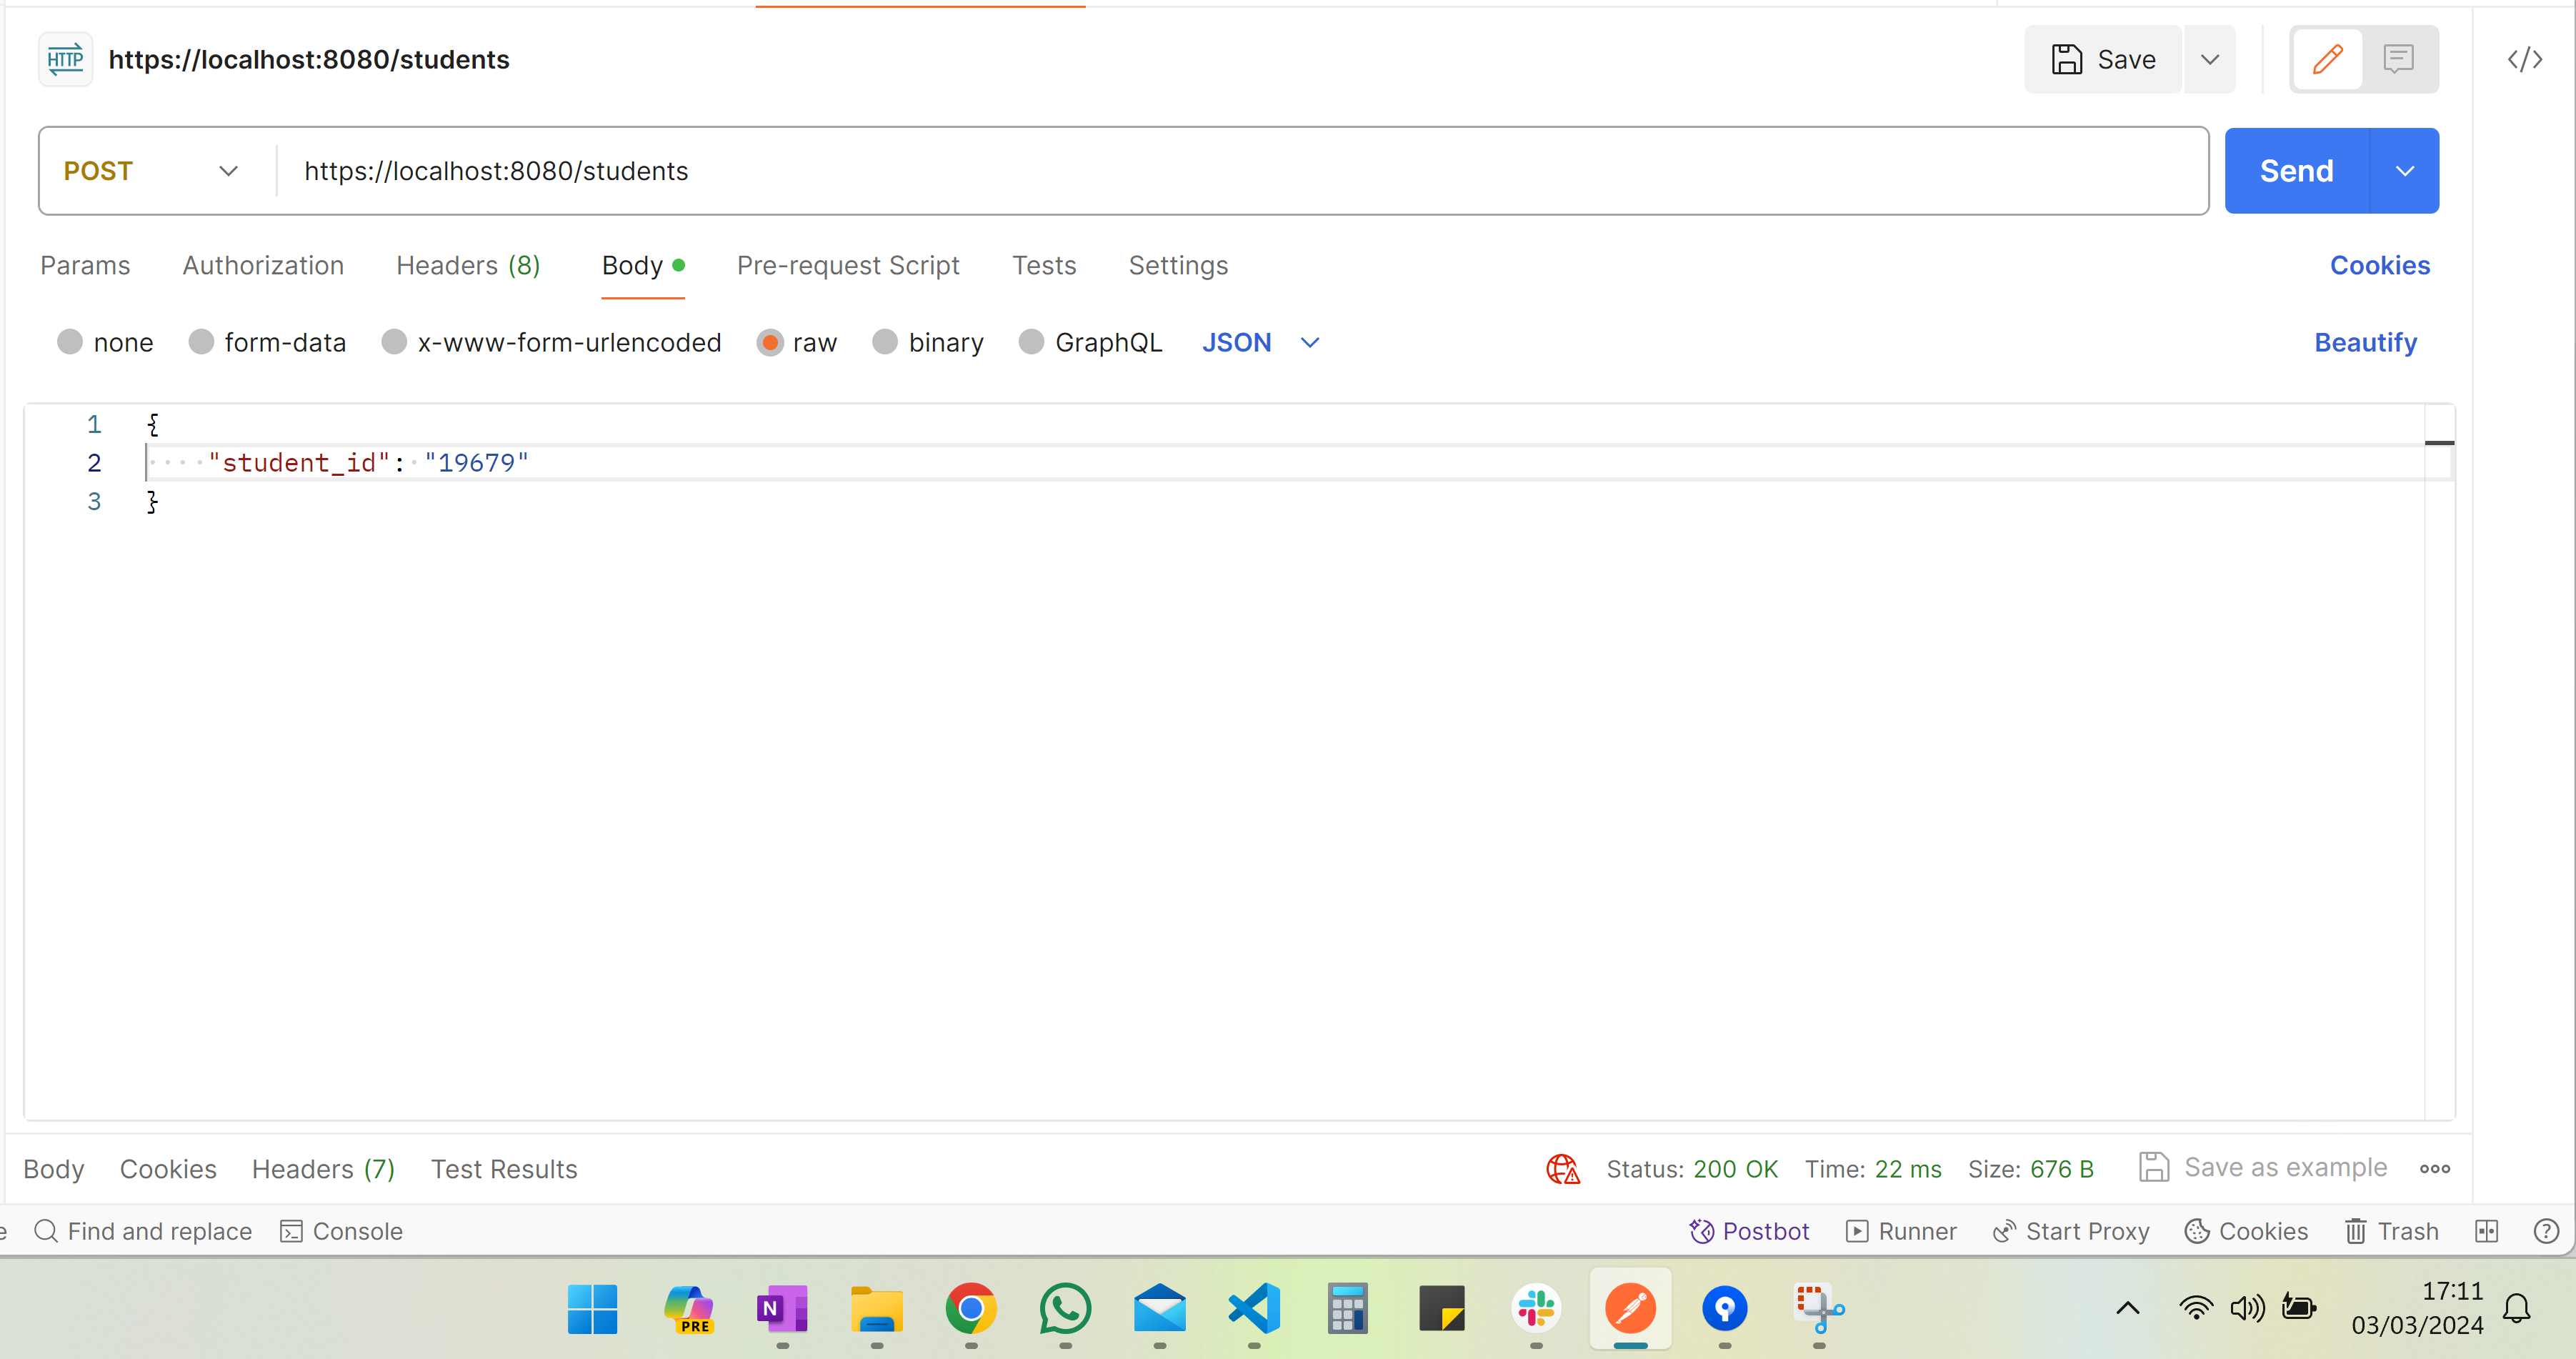 HTTP https://localhost:8080/students Save </>
POST https://localhost:8080/students Send
Params Authorization Headers (8) Body Pre-request Script Tests Settings Cookies
none form-data x-www-form-urlencoded raw binary GraphQL JSON Beautify
1 {
2 "student_id": "19679"
3 }
Body Cookies Headers (7) Test Results Status: 200 OK Time: 22 ms Size: 676 B Save as example
e Find and replace Console Postbot Runner Start Proxy Cookies Trash
PRE N 17:11
03/03/2024